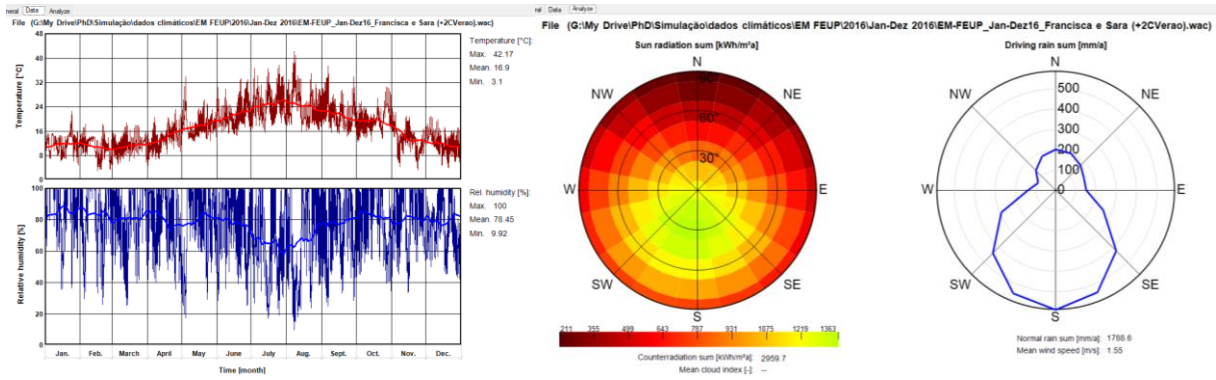 neral Data Analyze
File (G:\My Drive\PhD\Simulação\dados climáticos\EM FEUP\2016\Jan-Dez 2016\EM-FEUP_Jan-Dez16_Francisca e Sara (+2CVerao).wac)
Temperature [°C]
48
40
32
24
16
8
0
Temperature [°C]:
Max. 42.17
Mean 16.9
Min. 3.1
Relative humidity [%]
100
80
60
40
20
0
Rel. humidity [%]:
Max. 100
Mean 78.45
Min. 9.92
Jan. Feb. March April May June July Aug. Sept. Oct. Nov. Dec.
Time [month]
ral Data Analyze
File (G:\My Drive\PhD\Simulação\dados climáticos\EM FEUP\2016\Jan-Dez 2016\EM-FEUP_Jan-Dez16_Francisca e Sara (+2CVerao).wac)
Sun radiation sum [kWh/m²a]
N
NW NE
90°
60°
30°
W E
SW SE
S
211 355 499 643 787 931 1075 1219 1363
Counterradiation sum [kWh/m²a]: 2959.7
Mean cloud index [-]: --
Driving rain sum [mm/a]
N
NW NE
500
400
300
200
100
0
W E
SW SE
S
Normal rain sum [mm/a]: 1788.6
Mean wind speed [m/s]: 1.55